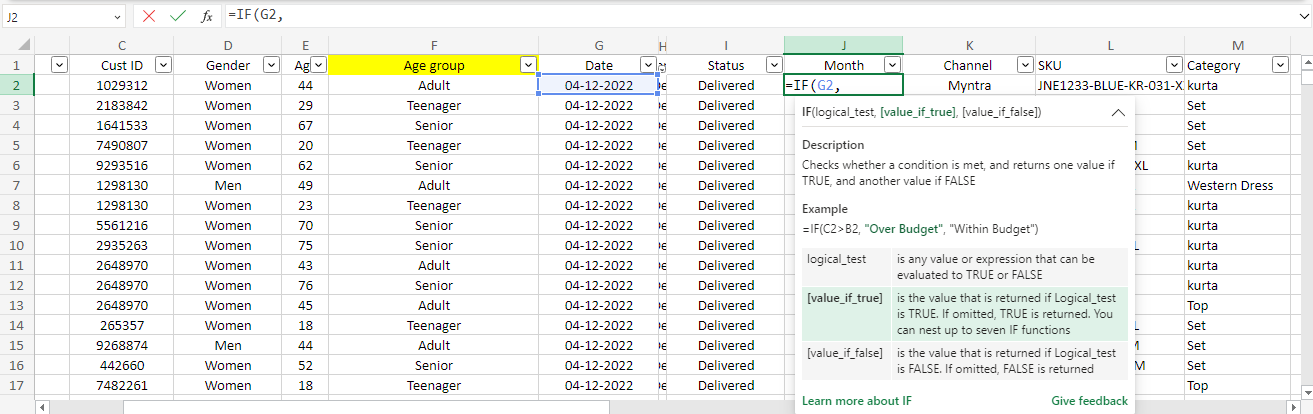 J2 fx =IF(G2,
C D E F G H I J K L M
1 Cust ID Gender Ag Age group Date Status Month Channel SKU Category
2 1029312 Women 44 Adult 04-12-2022 Delivered =IF(G2, Myntra JNE1233-BLUE-KR-031-X kurta
3 2183842 Women 29 Teenager 04-12-2022 Delivered Set
4 1641533 Women 67 Senior 04-12-2022 Delivered Set
5 7490807 Women 20 Teenager 04-12-2022 Delivered Set
6 9293516 Women 62 Senior 04-12-2022 Delivered XL kurta
7 1298130 Men 49 Adult 04-12-2022 Delivered Western Dress
8 1298130 Women 23 Teenager 04-12-2022 Delivered kurta
9 5561216 Women 70 Senior 04-12-2022 Delivered kurta
10 2935263 Women 75 Senior 04-12-2022 Delivered kurta
11 2648970 Women 43 Adult 04-12-2022 Delivered kurta
12 2648970 Women 76 Senior 04-12-2022 Delivered kurta
13 2648970 Women 45 Adult 04-12-2022 Delivered Top
14 265357 Women 18 Teenager 04-12-2022 Delivered Set
15 9268874 Men 44 Adult 04-12-2022 Delivered Set
16 442660 Women 52 Senior 04-12-2022 Delivered M Set
17 7482261 Women 18 Teenager 04-12-2022 Delivered Top
IF(logical_test, [value_if_true], [value_if_false])
Description
Checks whether a condition is met, and returns one value if
TRUE, and another value if FALSE
Example
=IF(C2>B2, "Over Budget", "Within Budget")
logical_test is any value or expression that can be
evaluated to TRUE or FALSE
[value_if_true] is the value that is returned if Logical_test
is TRUE. If omitted, TRUE is returned. You
can nest up to seven IF functions
[value_if_false] is the value that is returned if Logical_test
is FALSE. If omitted, FALSE is returned
Learn more about IF Give feedback